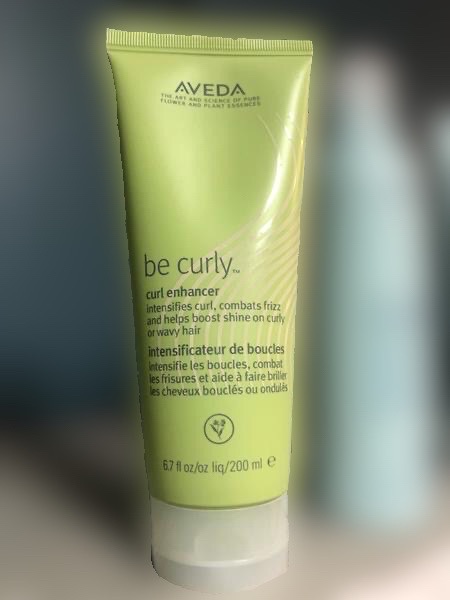 AVEDA
THE ART AND SCIENCE OF PURE
FLOWER AND PLANT ESSENCES
be curly™
curl enhancer
intensifies curl, combats frizz
and helps boost shine on curly
or wavy hair
intensificateur de boucles
intensifie les boucles, combat
les frisures et aide à faire briller
les cheveux bouclés ou ondulés
6.7 fl oz/oz liq/200 ml ℮